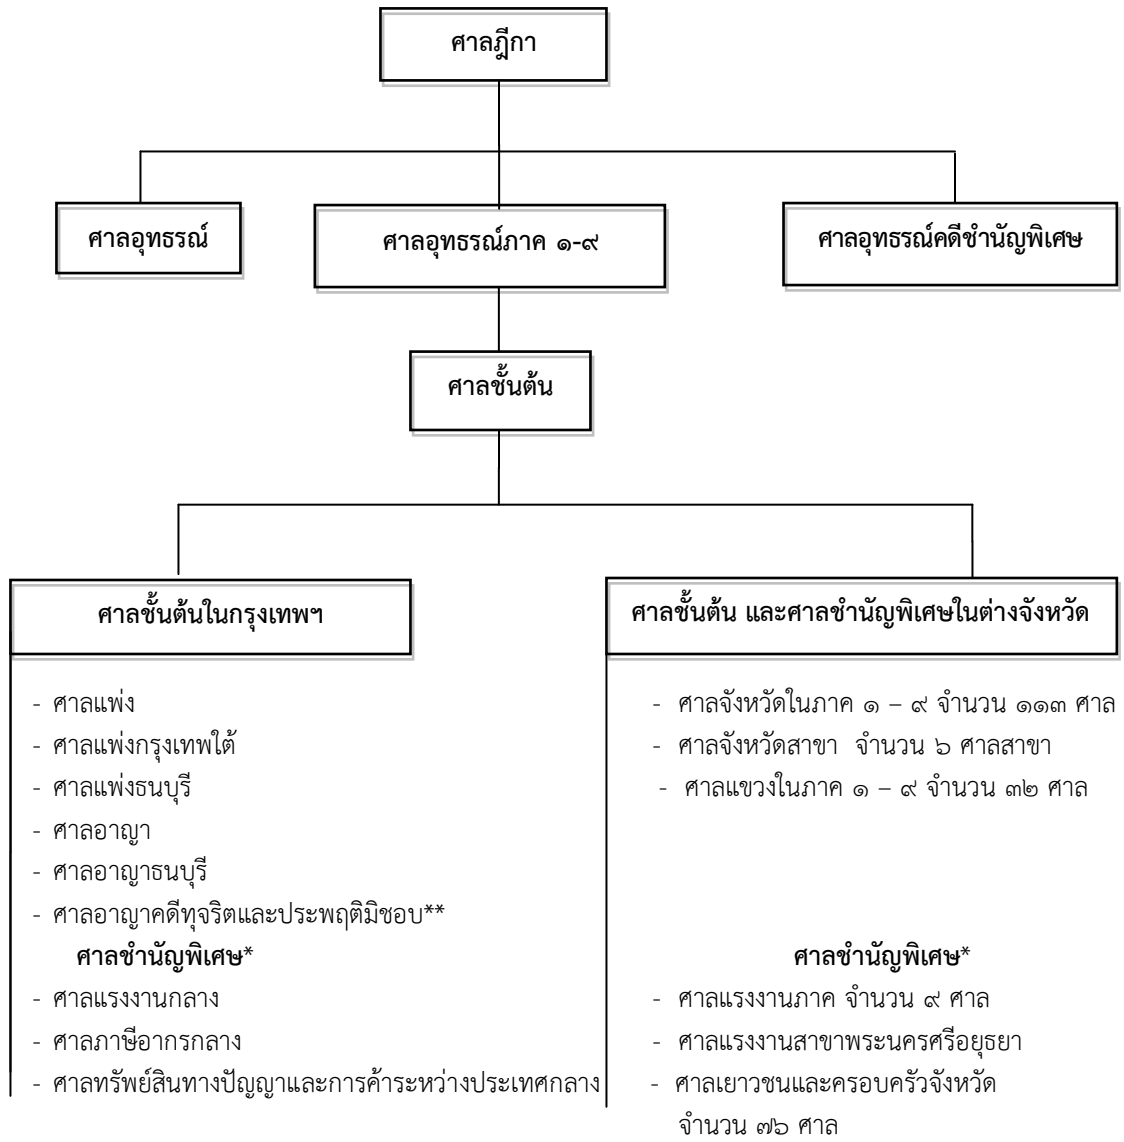 ศาลฎีกา
ศาลอุทธรณ์
ศาลอุทธรณ์ภาค ๑-๙
ศาลอุทธรณ์คดีชำนัญพิเศษ
ศาลชั้นต้น
ศาลชั้นต้นในกรุงเทพฯ
- ศาลแพ่ง
- ศาลแพ่งกรุงเทพใต้
- ศาลแพ่งธนบุรี
- ศาลอาญา
- ศาลอาญาธนบุรี
- ศาลอาญาคดีทุจริตและประพฤติมิชอบ**
ศาลชำนัญพิเศษ*
- ศาลแรงงานกลาง
- ศาลภาษีอากรกลาง
- ศาลทรัพย์สินทางปัญญาและการค้าระหว่างประเทศกลาง
ศาลชั้นต้น และศาลชำนัญพิเศษในต่างจังหวัด
- ศาลจังหวัดในภาค ๑ – ๙ จำนวน ๑๑๓ ศาล
- ศาลจังหวัดสาขา จำนวน ๖ ศาลสาขา
- ศาลแขวงในภาค ๑ – ๙ จำนวน ๓๒ ศาล
ศาลชำนัญพิเศษ*
- ศาลแรงงานภาค จำนวน ๙ ศาล
- ศาลแรงงานสาขาพระนครศรีอยุธยา
- ศาลเยาวชนและครอบครัวจังหวัด
จำนวน ๗๖ ศาล